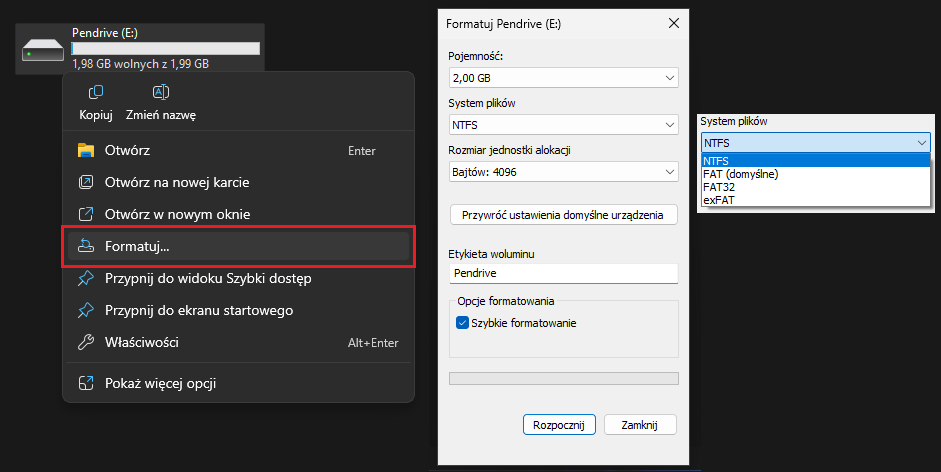 Pendrive (E:)
1,98 GB wolnych z 1,99 GB
Kopiuj
Zmień nazwę
Otwórz
Enter
Otwórz na nowej karcie
Otwórz w nowym oknie
Formatuj...
Przypnij do widoku Szybki dostęp
Przypnij do ekranu startowego
Właściwości
Alt+Enter
Pokaż więcej opcji
Formatuj Pendrive (E:)
Pojemność:
2,00 GB
System plików
NTFS
Rozmiar jednostki alokacji
Bajtów: 4096
Przywróć ustawienia domyślne urządzenia
Etykieta woluminu
Pendrive
Opcje formatowania
Szybkie formatowanie
Rozpocznij
Zamknij
System plików
NTFS
NTFS
FAT (domyślne)
FAT32
exFAT